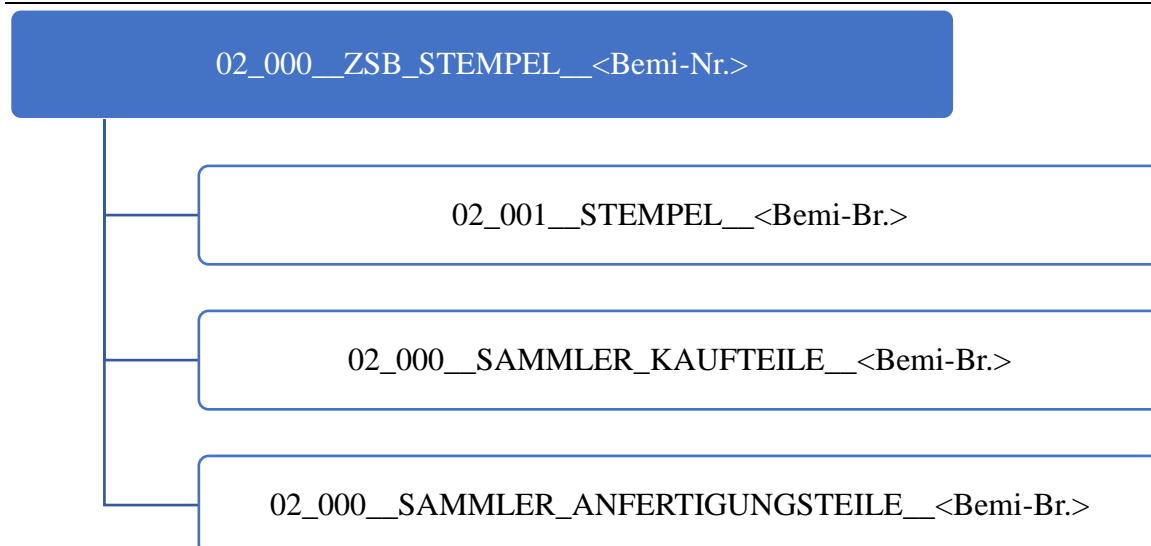 02_000__ZSB_STEMPEL__<Bemi-Nr.>
02_001__STEMPEL__<Bemi-Br.>
02_000__SAMMLER_KAUFTEILE__<Bemi-Br.>
02_000__SAMMLER_ANFERTIGUNGSTEILE__<Bemi-Br.>